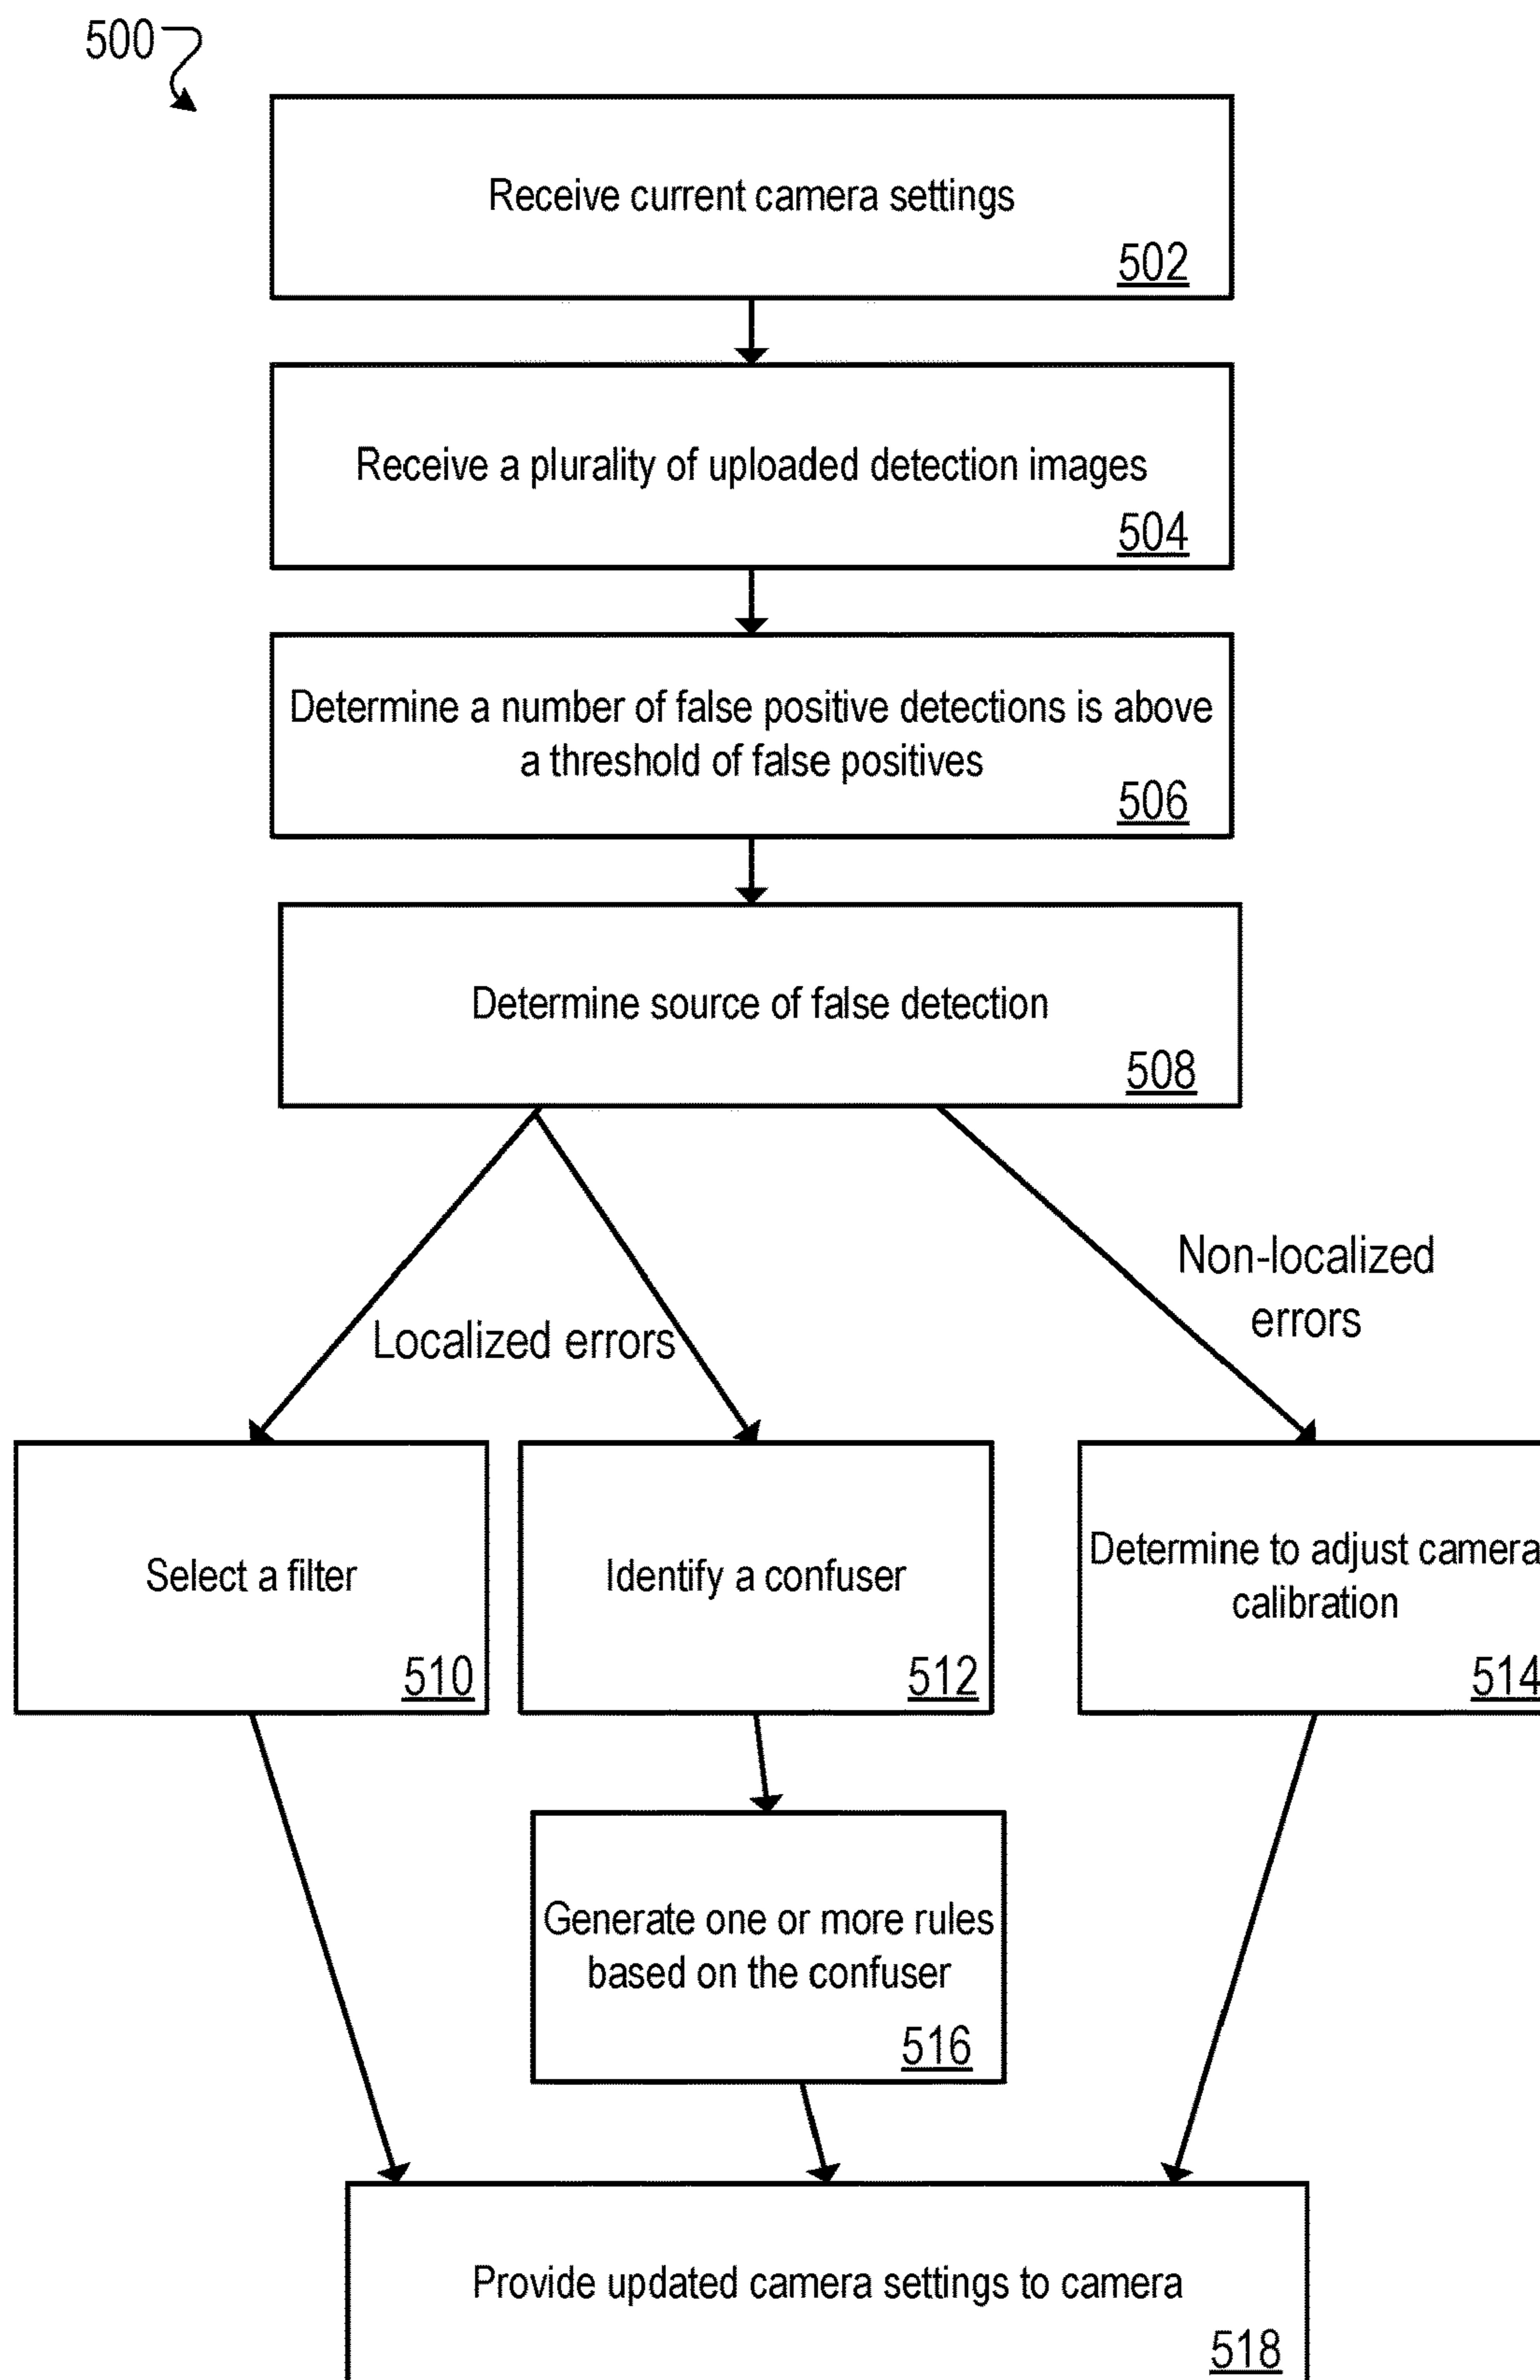 500
Receive current camera settings
502
Receive a plurality of uploaded detection images
504
Determine a number of false positive detections is above
a threshold of false positives
506
Determine source of false detection
508
Non-localized
errors
Localized errors
Select a filter
510
Identify a confuser
512
Determine to adjust camera
calibration
514
Generate one or more rules
based on the confuser
516
Provide updated camera settings to camera
518